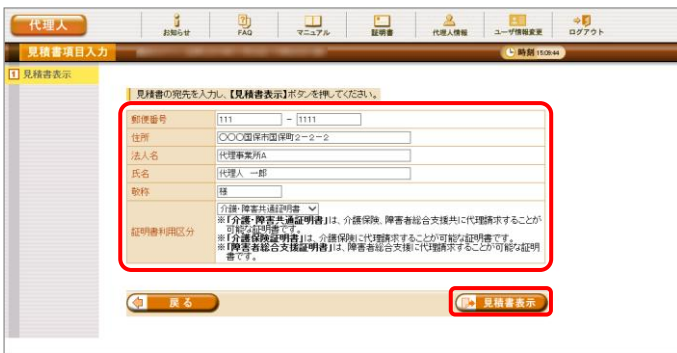 代理人
お知らせ
FAQ
マニュアル
証明書
代理人情報
ユーザ情報変更
ログアウト
見積書項目入力
時刻 15:09:44
1 見積書表示
見積書の宛先を入力し、【見積書表示】ボタンを押してください。
郵便番号 111 - 1111
住所 〇〇〇国保市国保町2-2-2
法人名 代理事業所A
氏名 代理人 一郎
敬称 様
証明書利用区分 介護・障害共通証明書
※「介護・障害共通証明書」は、介護保険、障害者総合支援共に代理請求することが
可能な証明書です。
※「介護保険証明書」は、介護保険に代理請求することが可能な証明書です。
※「障害者総合支援証明書」は、障害者総合支援に代理請求することが可能な証明
書です。
戻る
見積書表示